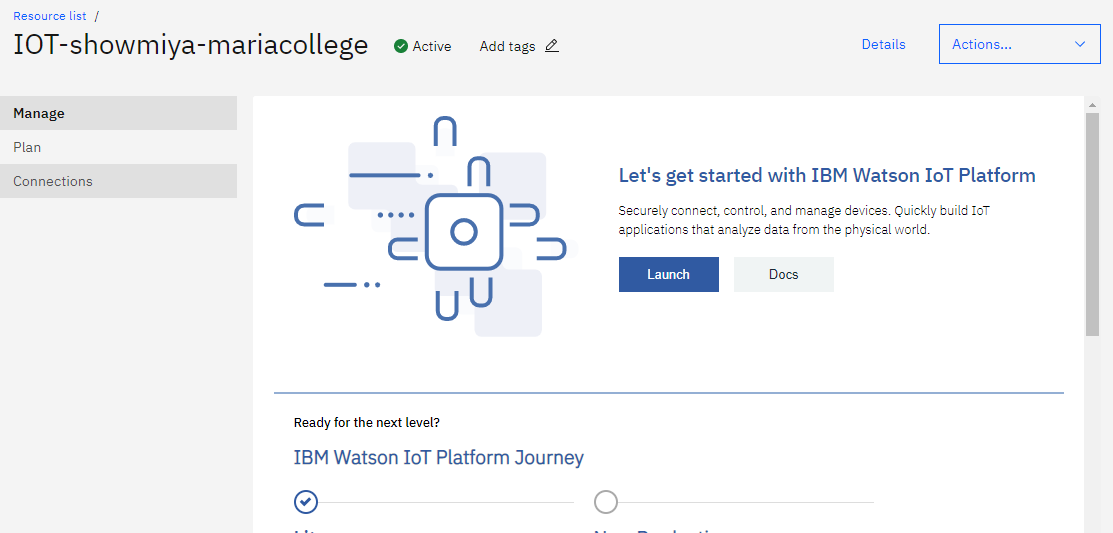 Resource list /
IOT-showmiya-mariacollege
Active
Add tags
Details
Actions...
Manage
Plan
Connections
Let's get started with IBM Watson IoT Platform
Securely connect, control, and manage devices. Quickly build IoT
applications that analyze data from the physical world.
Launch
Docs
Ready for the next level?
IBM Watson IoT Platform Journey